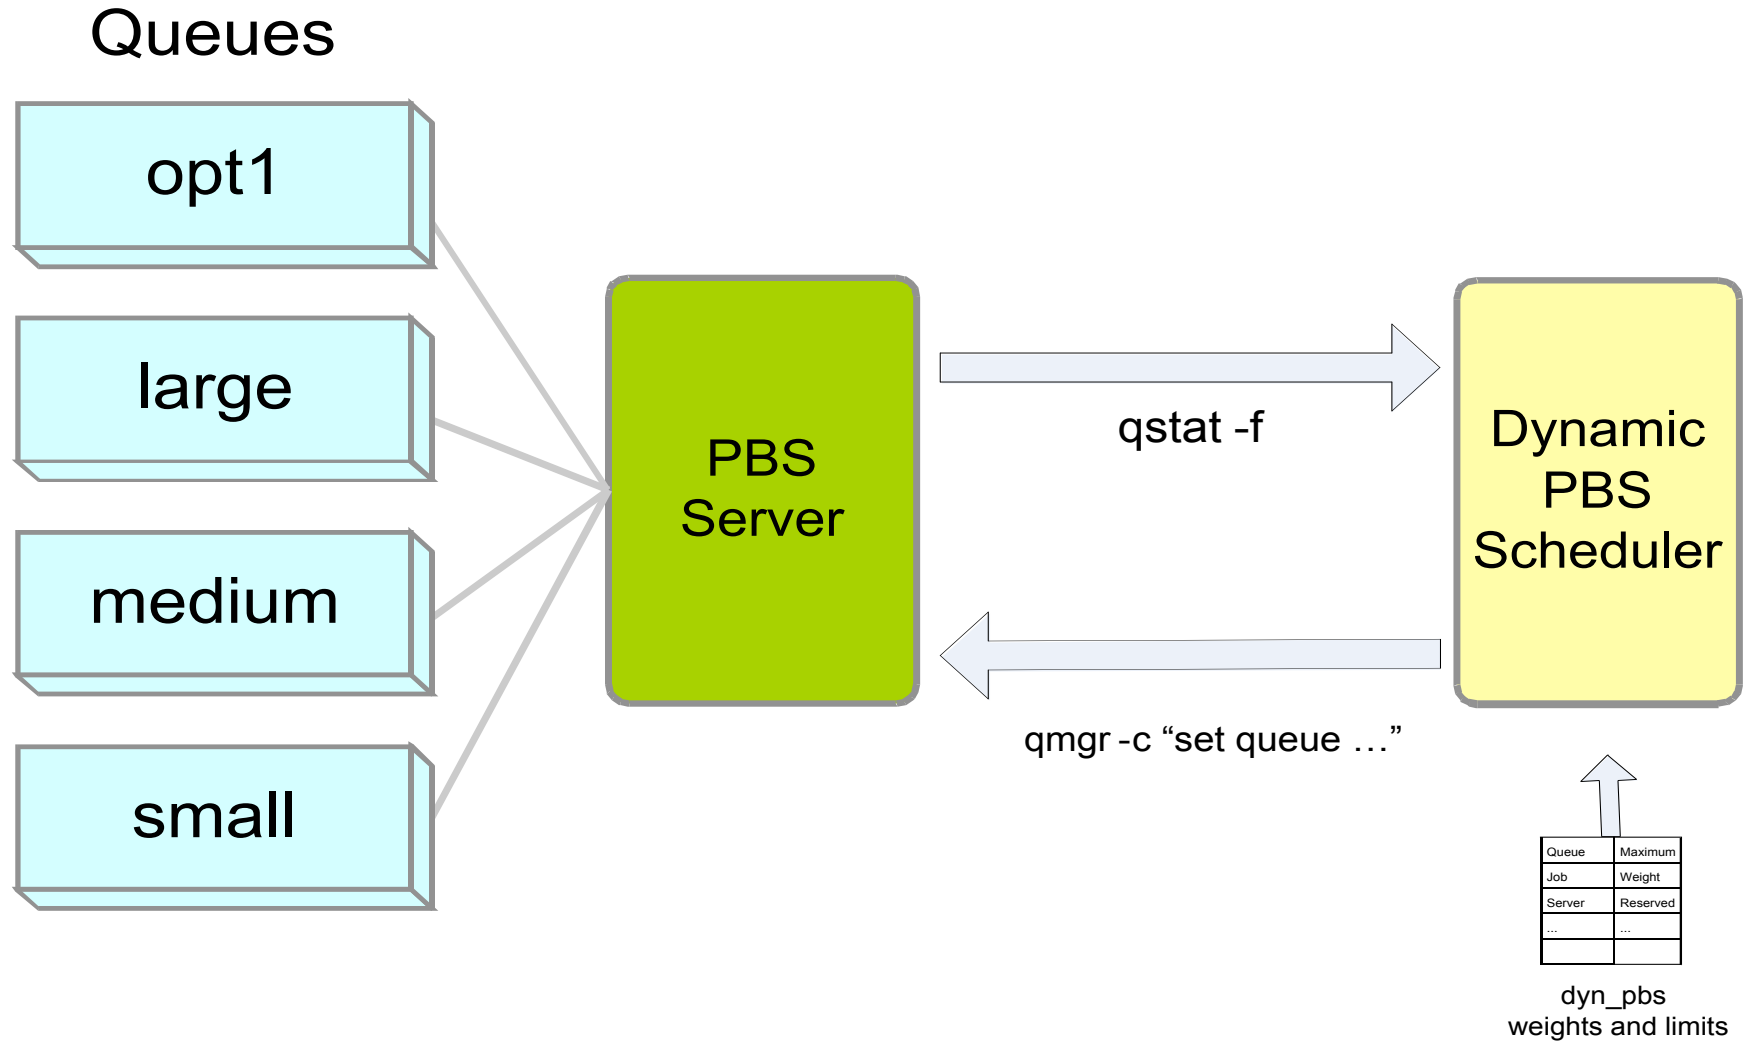 Queues
opt1
large
medium
small
PBS
Server
qstat -f
qmgr -c “set queue …”
Dynamic
PBS
Scheduler
Queue Maximum
Job Weight
Server Reserved
... ...
dyn_pbs
weights and limits